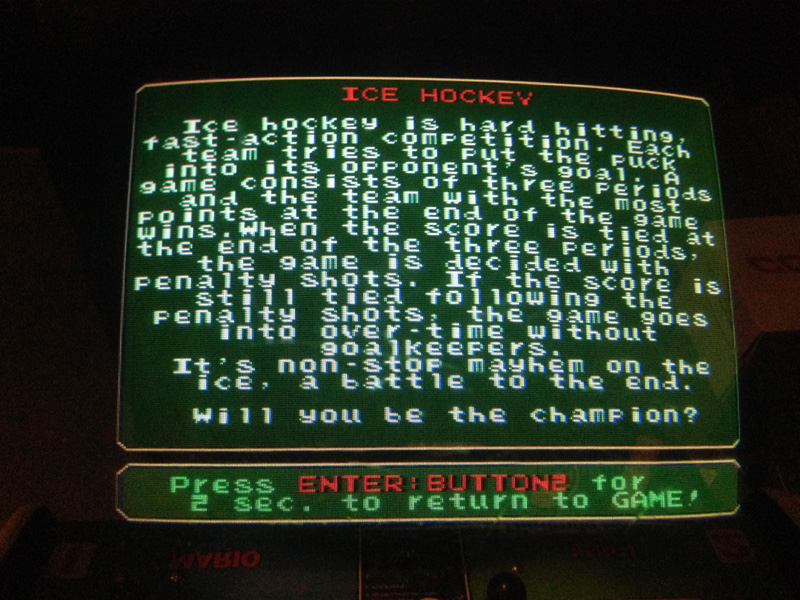 ICE HOCKEY
Ice hockey is hard hitting,
fast-action competition. Each
team tries to put the puck
into its opponent's goal. A
game consists of three periods
and the team with the most
points at the end of the game
wins.When the score is tied at
the end of the three periods,
the game is decided with
penalty shots. If the score is
still tied following the
penalty shots, the game goes
into over-time without
goalkeepers.
It's non-stop mayhem on the
ice, a battle to the end.
Will you be the champion?
Press ENTER:BUTTON2 for
2 sec. to return to GAME!
MARIO